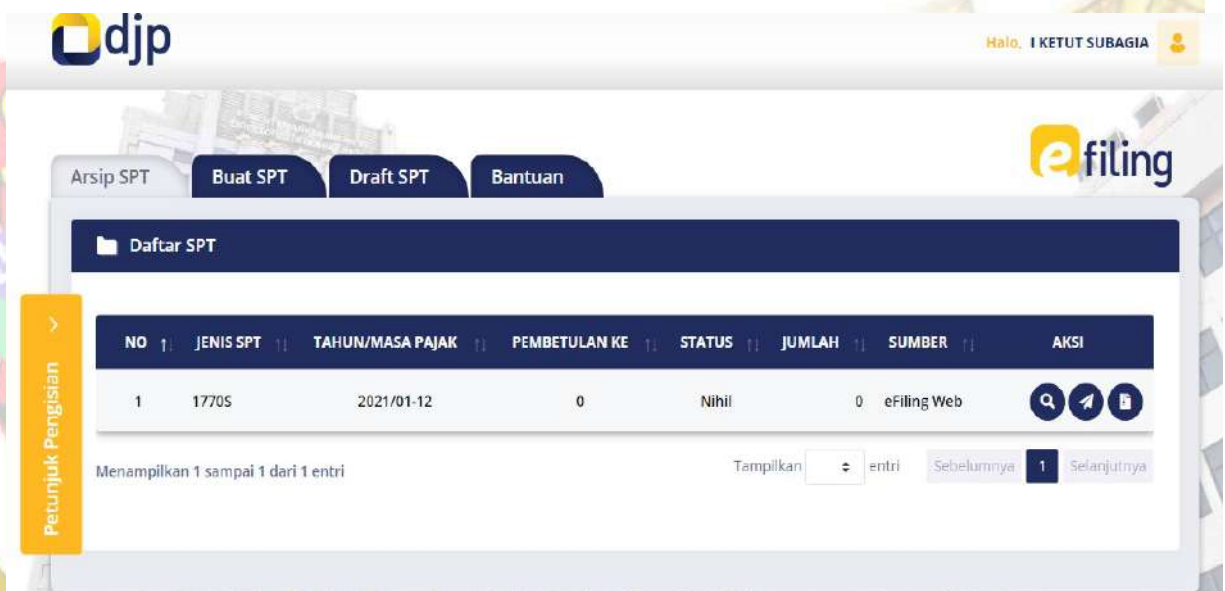 djp
Halo, I KETUT SUBAGIA
efiling
Arsip SPT Buat SPT Draft SPT Bantuan
Daftar SPT
Petunjuk Pengisian
NO JENIS SPT TAHUN/MASA PAJAK PEMBETULAN KE STATUS JUMLAH SUMBER AKSI
1 1770S 2021/01-12 0 Nihil 0 eFiling Web
Menampilkan 1 sampai 1 dari 1 entri Tampilkan entri Sebelumnya 1 Selanjutnya